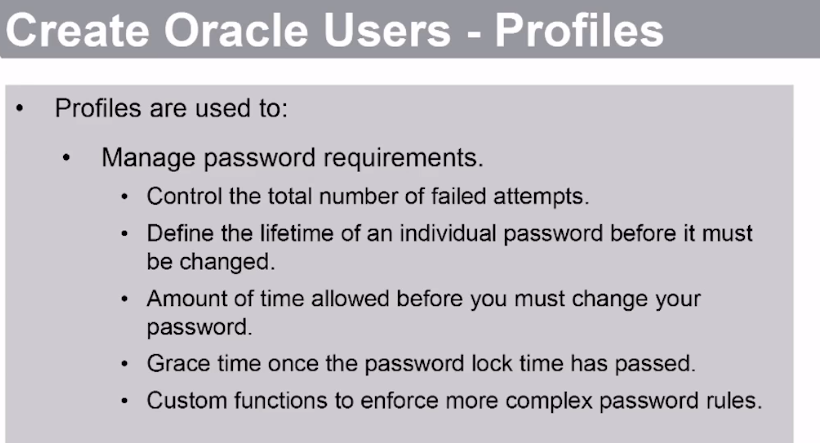 Create Oracle Users - Profiles
• Profiles are used to:
• Manage password requirements.
• Control the total number of failed attempts.
• Define the lifetime of an individual password before it must
be changed.
• Amount of time allowed before you must change your
password.
• Grace time once the password lock time has passed.
• Custom functions to enforce more complex password rules.